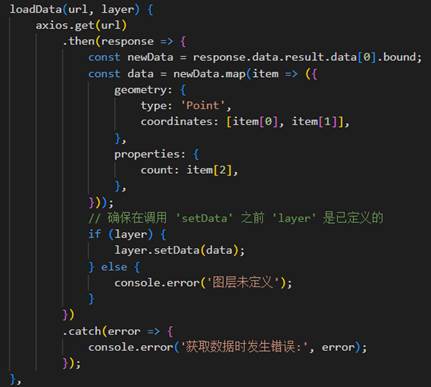 loadData(url, layer) {
    axios.get(url)
        .then(response => {
            const newData = response.data.result.data[0].bound;
            const data = newData.map(item => ({
                geometry: {
                    type: 'Point',
                    coordinates: [item[0], item[1]],
                },
                properties: {
                    count: item[2],
                },
            }));
            // 确保在调用 'setData' 之前 'layer' 是已定义的
            if (layer) {
                layer.setData(data);
            } else {
                console.error('图层未定义');
            }
        })
        .catch(error => {
            console.error('获取数据时发生错误:', error);
        });
},